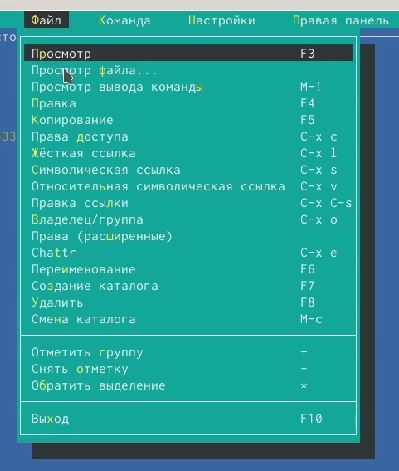 Файл Команда Настройки Правая панель
сто
Просмотр F3
Просмотр файла...
Просмотр вывода команды M-!
Правка F4
Копирование F5
33
Права доступа C-x c
Жёсткая ссылка C-x l
Символическая ссылка C-x s
Относительная символическая ссылка C-x v
Правка ссылки C-x C-s
Владелец/группа C-x o
Права (расширенные)
Chattr C-x e
Переименование F6
Создание каталога F7
Удалить F8
Смена каталога M-c
Отметить группу -
Снять отметку -
Обратить выделение *
Выход F10